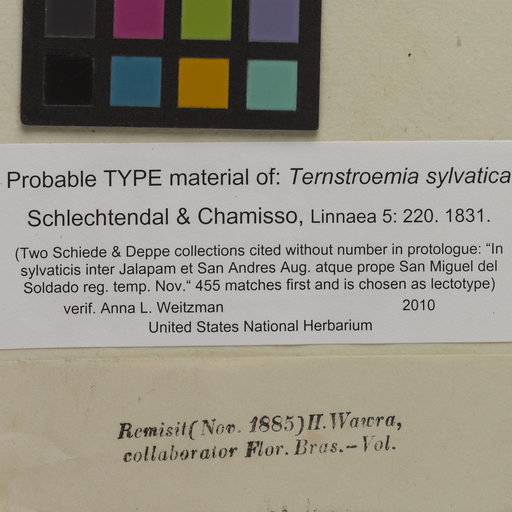 Probable TYPE material of: Ternstroemia sylvatica
Schlechtendal & Chamisso, Linnaea 5: 220. 1831.
(Two Schiede & Deppe collections cited without number in protologue: “In
sylvaticis inter Jalapam et San Andres Aug. atque prope San Miguel del
Soldado reg. temp. Nov.“ 455 matches first and is chosen as lectotype)
verif. Anna L. Weitzman 2010
United States National Herbarium
Remisit (Nov. 1885) H. Wawra,
collaborator Flor. Bras.–Vol.